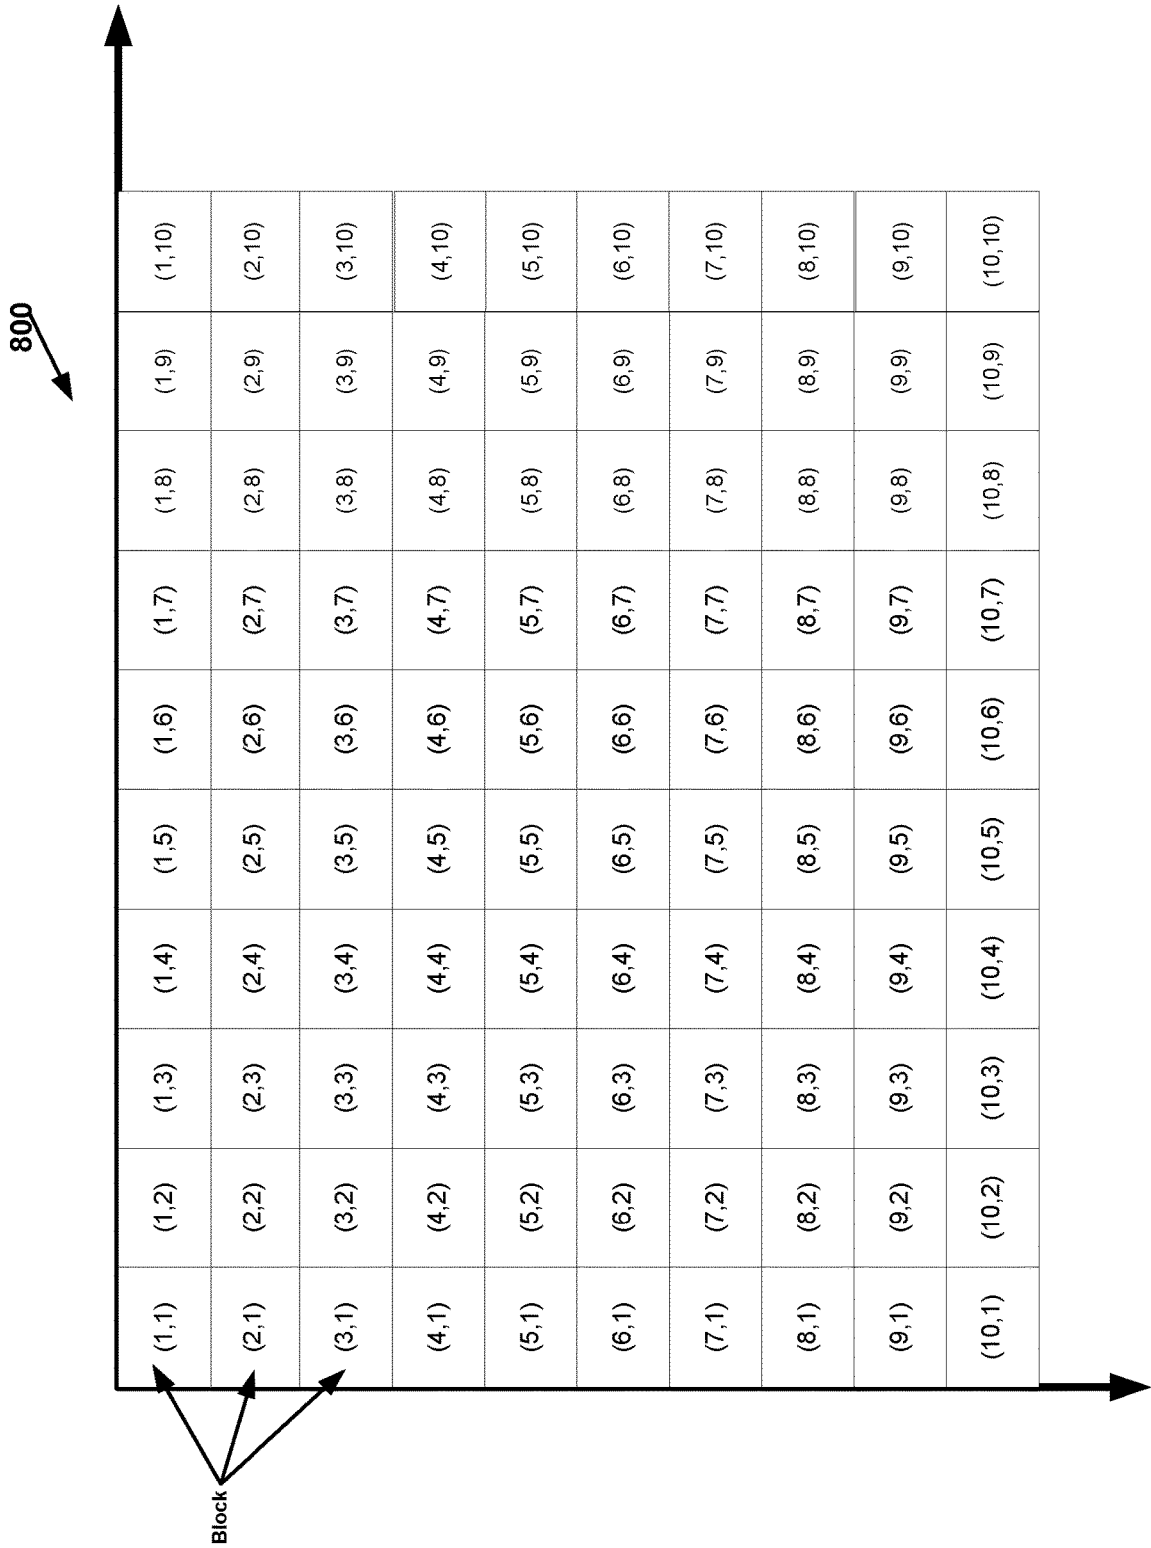 800
(1,1) (1,2) (1,3) (1,4) (1,5) (1,6) (1,7) (1,8) (1,9) (1,10)
Block
(2,1) (2,2) (2,3) (2,4) (2,5) (2,6) (2,7) (2,8) (2,9) (2,10)
(3,1) (3,2) (3,3) (3,4) (3,5) (3,6) (3,7) (3,8) (3,9) (3,10)
(4,1) (4,2) (4,3) (4,4) (4,5) (4,6) (4,7) (4,8) (4,9) (4,10)
(5,1) (5,2) (5,3) (5,4) (5,5) (5,6) (5,7) (5,8) (5,9) (5,10)
(6,1) (6,2) (6,3) (6,4) (6,5) (6,6) (6,7) (6,8) (6,9) (6,10)
(7,1) (7,2) (7,3) (7,4) (7,5) (7,6) (7,7) (7,8) (7,9) (7,10)
(8,1) (8,2) (8,3) (8,4) (8,5) (8,6) (8,7) (8,8) (8,9) (8,10)
(9,1) (9,2) (9,3) (9,4) (9,5) (9,6) (9,7) (9,8) (9,9) (9,10)
(10,1) (10,2) (10,3) (10,4) (10,5) (10,6) (10,7) (10,8) (10,9) (10,10)